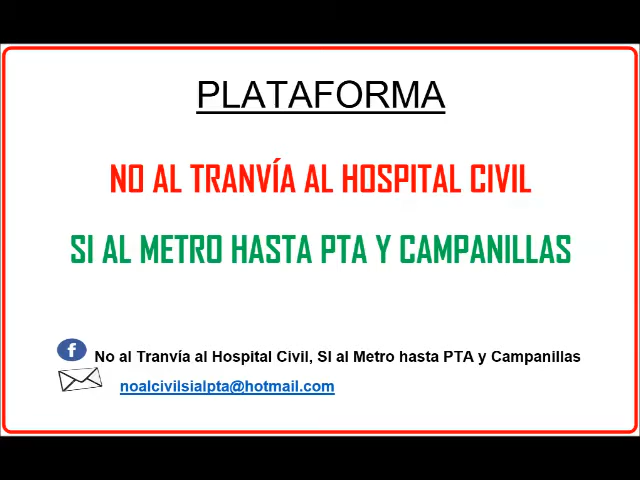 PLATAFORMA
NO AL TRANVÍA AL HOSPITAL CIVIL
SI AL METRO HASTA PTA Y CAMPANILLAS
f No al Tranvía al Hospital Civil, SI al Metro hasta PTA y Campanillas
noalcivilsialpta@hotmail.com